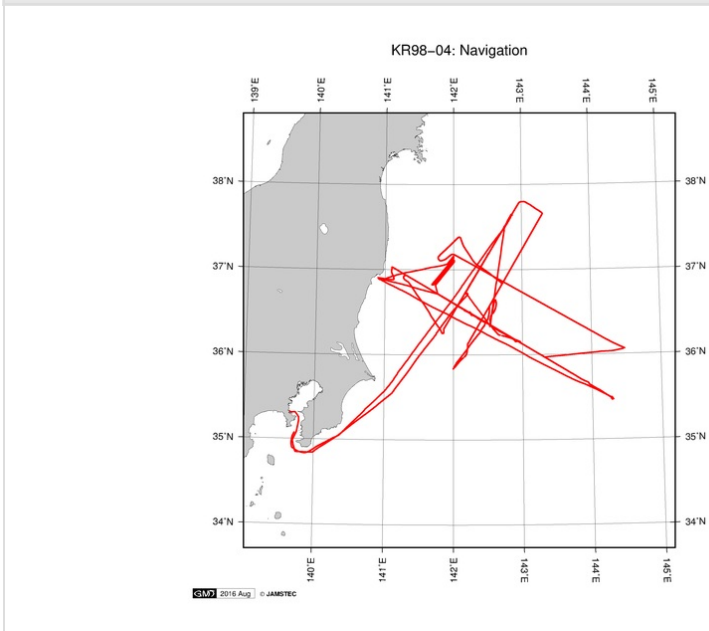 KR98−04: Navigation
139˚E 140˚E 141˚E 142˚E 143˚E 144˚E 145˚E
38˚N 38˚N
37˚N 37˚N
36˚N 36˚N
35˚N 35˚N
34˚N 34˚N
140˚E 141˚E 142˚E 143˚E 144˚E 145˚E
GMT 2016 Aug © JAMSTEC